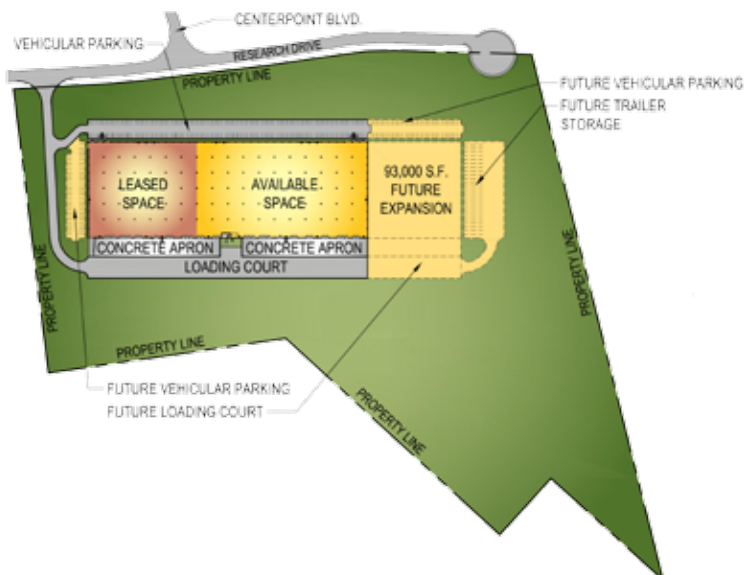 CENTERPOINT BLVD.
VEHICULAR PARKING
RESEARCH DRIVE
PROPERTY LINE
FUTURE VEHICULAR PARKING
FUTURE TRAILER
STORAGE
LEASED
SPACE
AVAILABLE
SPACE
93,000 S.F.
FUTURE
EXPANSION
CONCRETE APRON
CONCRETE APRON
LOADING COURT
PROPERTY LINE
PROPERTY LINE
PROPERTY LINE
FUTURE VEHICULAR PARKING
FUTURE LOADING COURT
PROPERTY LINE